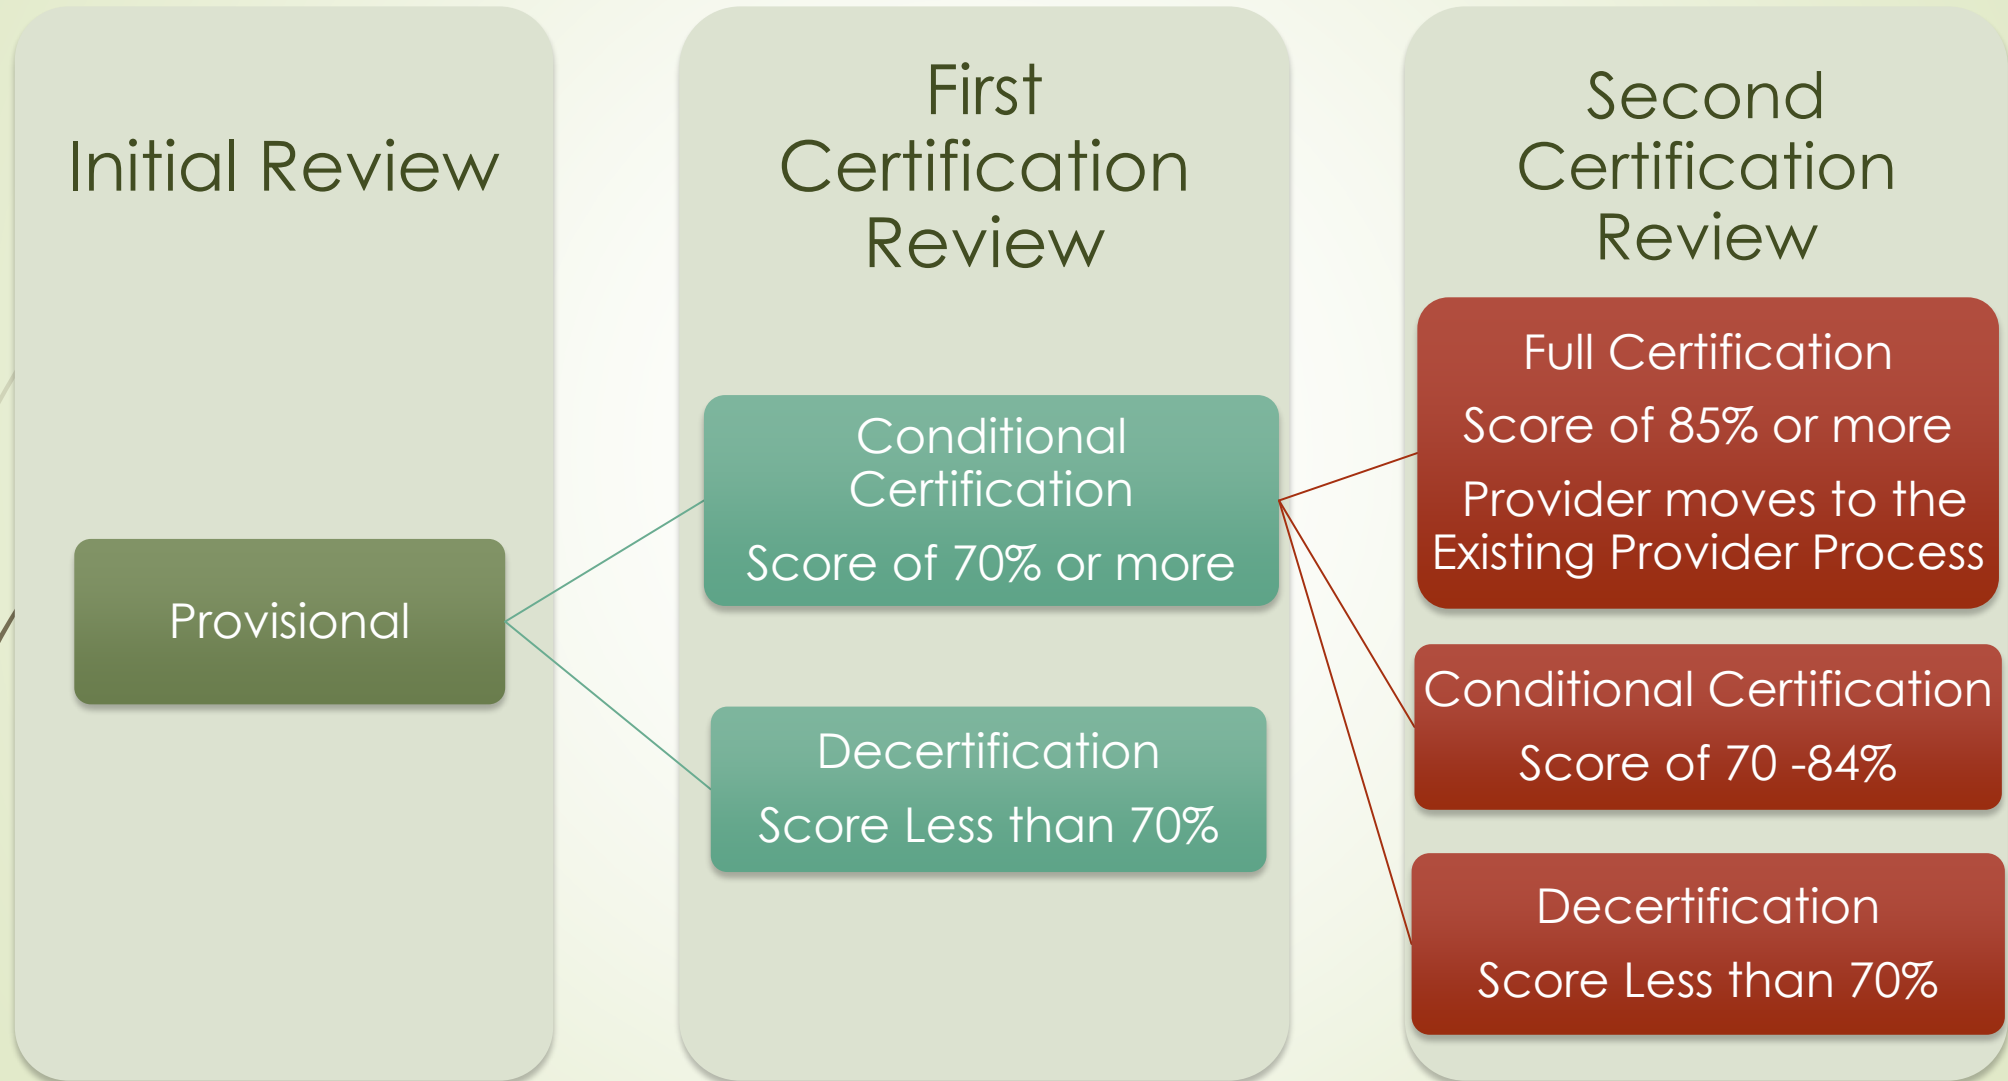 Initial Review
Provisional
First
Certification
Review
Conditional
Certification
Score of 70% or more
Decertification
Score Less than 70%
Second
Certification
Review
Full Certification
Score of 85% or more
Provider moves to the
Existing Provider Process
Conditional Certification
Score of 70 -84%
Decertification
Score Less than 70%